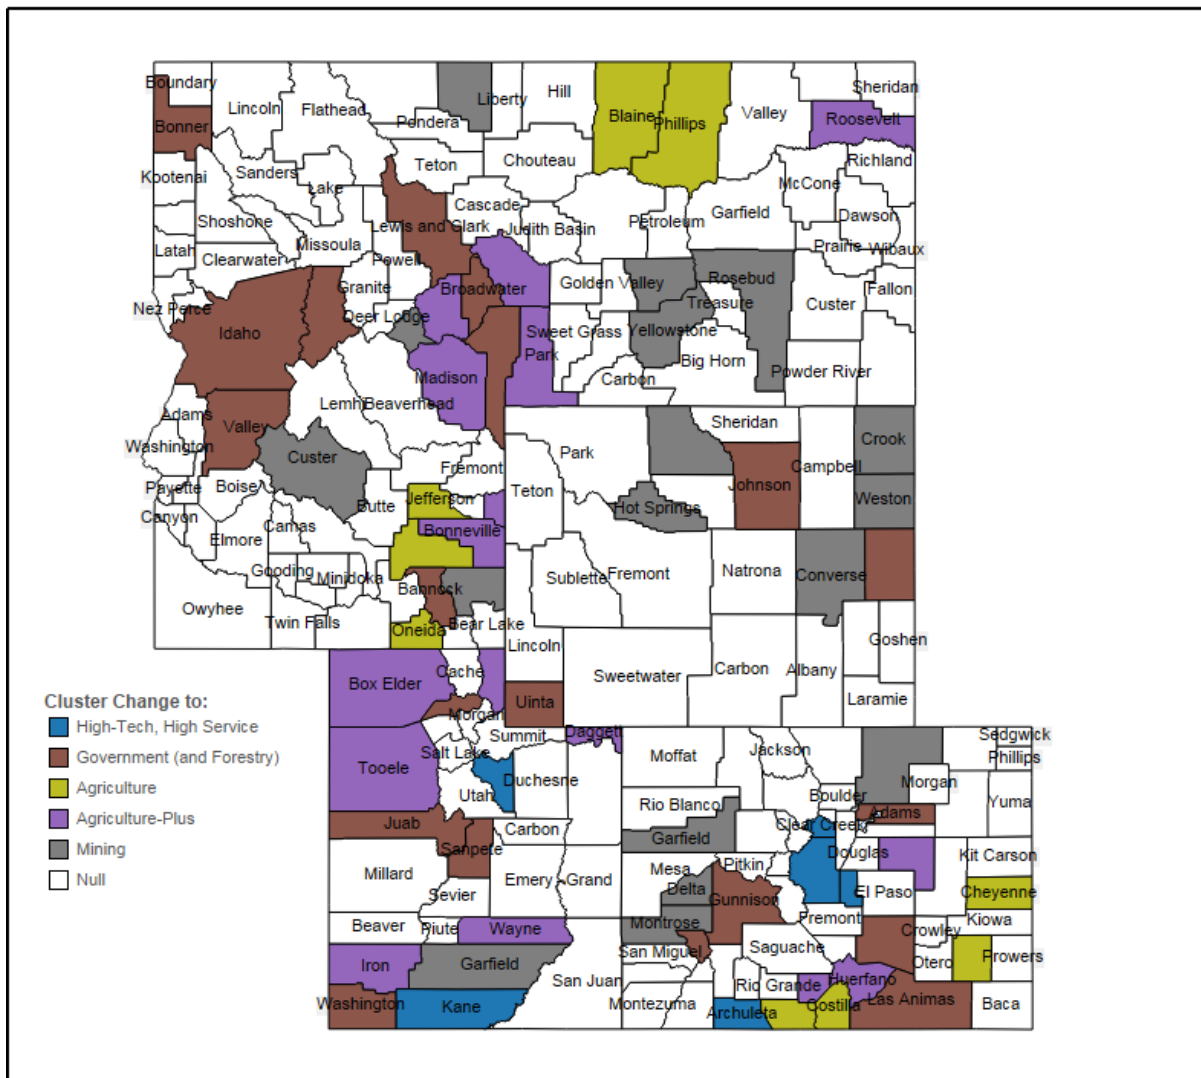 Boundary
Lincoln
Flathead
Liberty
Hill
Blaine
Phillips
Valley
Sheridan
Bonner
Pondera
Roosevelt
Kootenai
Sanders
Lake
Teton
Chouteau
Richland
McCone
Shoshone
Lewis and Clark
Cascade
Judith Basin
Petroleum
Garfield
Dawson
Latah
Clearwater
Missoula
Powell
Prairie
Wibaux
Nez Perce
Granite
Broadwater
Golden Valley
Rosebud
Treasure
Custer
Fallon
Idaho
Deer Lodge
Sweet Grass
Yellowstone
Park
Big Horn
Madison
Carbon
Powder River
Adams
Lemhi
Beaverhead
Valley
Sheridan
Washington
Custer
Fremont
Park
Campbell
Crook
Payette
Boise
Butte
Jefferson
Teton
Hot Springs
Johnson
Weston
Canyon
Elmore
Camas
Bonneville
Gooding
Minidoka
Bannock
Sublette
Fremont
Natrona
Converse
Owyhee
Twin Falls
Oneida
Bear Lake
Lincoln
Goshen
Box Elder
Cache
Sweetwater
Carbon
Albany
Cluster Change to:
High-Tech, High Service
Government (and Forestry)
Agriculture
Agriculture-Plus
Mining
Null
Morgan
Uinta
Laramie
Salt Lake
Summit
Daggett
Moffat
Jackson
Sedgwick
Phillips
Tooele
Utah
Duchesne
Rio Blanco
Boulder
Morgan
Yuma
Juab
Carbon
Garfield
Clear Creek
Adams
Sanpete
Millard
Emery
Grand
Mesa
Pitkin
Douglas
Kit Carson
Sevier
Delta
Gunnison
El Paso
Cheyenne
Beaver
Piute
Wayne
Montrose
Fremont
Crowley
Kiowa
Iron
Garfield
San Juan
San Miguel
Saguache
Otero
Prowers
Washington
Kane
Montezuma
Rio Grande
Huerfano
Archuleta
Costilla
Las Animas
Baca